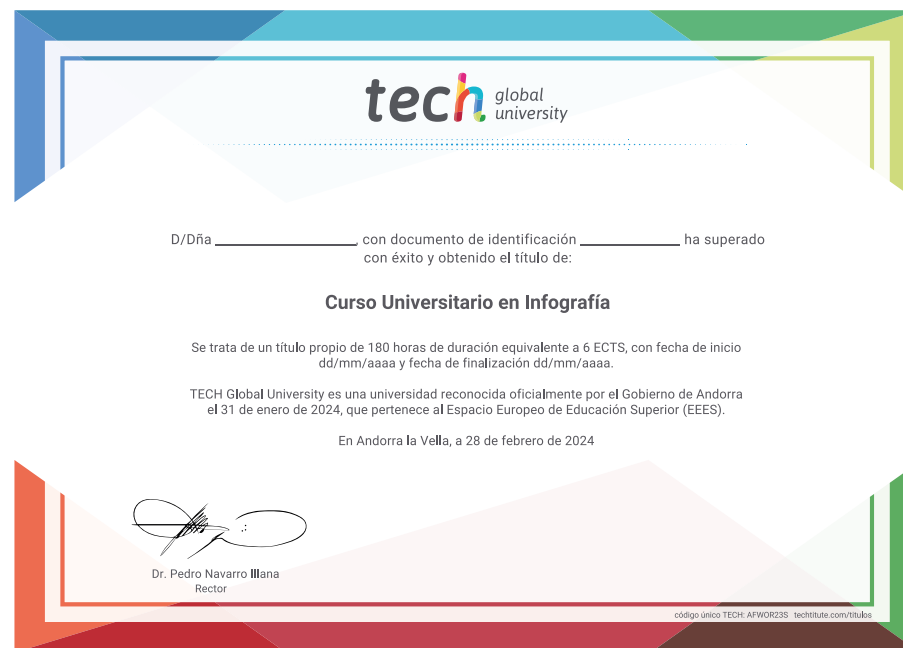 tech global university
D/Dña ________________, con documento de identificación ____________ ha superado
con éxito y obtenido el título de:
Curso Universitario en Infografía
Se trata de un título propio de 180 horas de duración equivalente a 6 ECTS, con fecha de inicio
dd/mm/aaaa y fecha de finalización dd/mm/aaaa.
TECH Global University es una universidad reconocida oficialmente por el Gobierno de Andorra
el 31 de enero de 2024, que pertenece al Espacio Europeo de Educación Superior (EEES).
En Andorra la Vella, a 28 de febrero de 2024
Dr. Pedro Navarro Illana
Rector
código único TECH: AFWOR23S techtitute.com/titulos